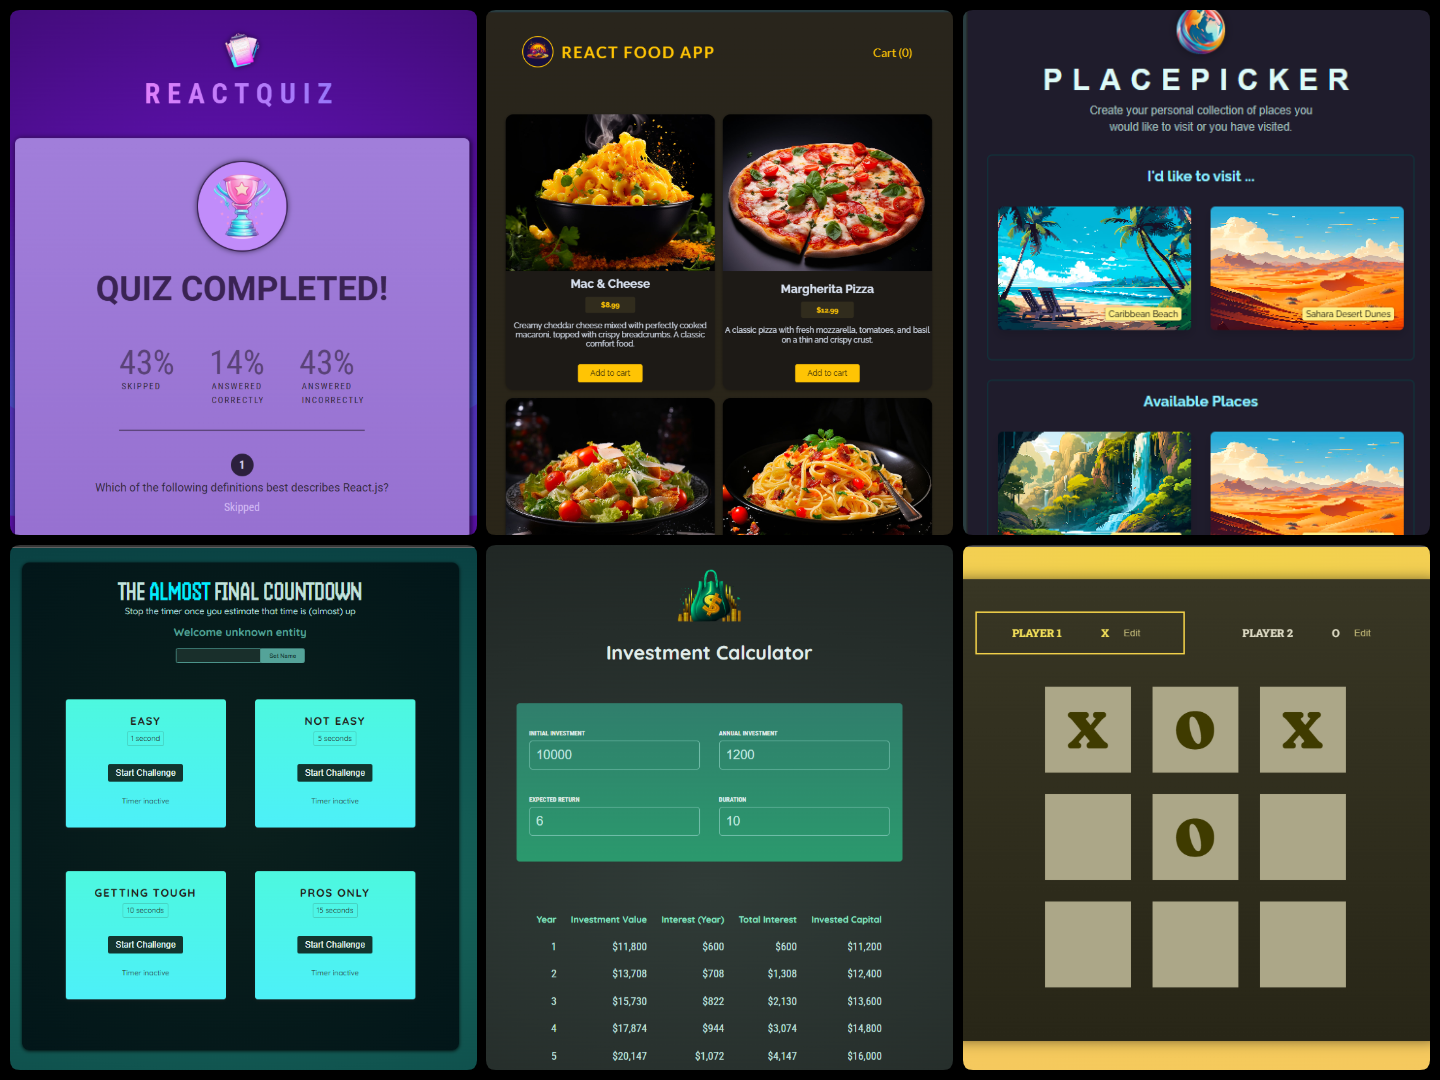 REACTQUIZ
QUIZ COMPLETED!
43% 14% 43%
SKIPPED ANSWERED ANSWERED
CORRECTLY INCORRECTLY
1
Which of the following definitions best describes React.js?
Skipped
REACT FOOD APP Cart (0)
Mac & Cheese
$8.99
Creamy cheddar cheese mixed with perfectly cooked
macaroni, topped with crispy breadcrumbs. A classic
comfort food.
Add to cart
Margherita Pizza
$12.99
A classic pizza with fresh mozzarella, tomatoes, and basil
on a thin and crispy crust.
Add to cart
PLACEPICKER
Create your personal collection of places you
would like to visit or you have visited.
I'd like to visit ...
Caribbean Beach
Sahara Desert Dunes
Available Places
THE ALMOST FINAL COUNTDOWN
Stop the timer once you estimate that time is (almost) up
Welcome unknown entity
Set Name
EASY
1 second
Start Challenge
Timer inactive
NOT EASY
5 seconds
Start Challenge
Timer inactive
GETTING TOUGH
10 seconds
Start Challenge
Timer inactive
PROS ONLY
15 seconds
Start Challenge
Timer inactive
$
Investment Calculator
INITIAL INVESTMENT ANNUAL INVESTMENT
10000 1200
EXPECTED RETURN DURATION
6 10
Year Investment Value Interest (Year) Total Interest Invested Capital
1 $11,800 $600 $600 $11,200
2 $13,708 $708 $1,308 $12,400
3 $15,730 $822 $2,130 $13,600
4 $17,874 $944 $3,074 $14,800
5 $20,147 $1,072 $4,147 $16,000
PLAYER 1 X Edit PLAYER 2 O Edit
X O X
O